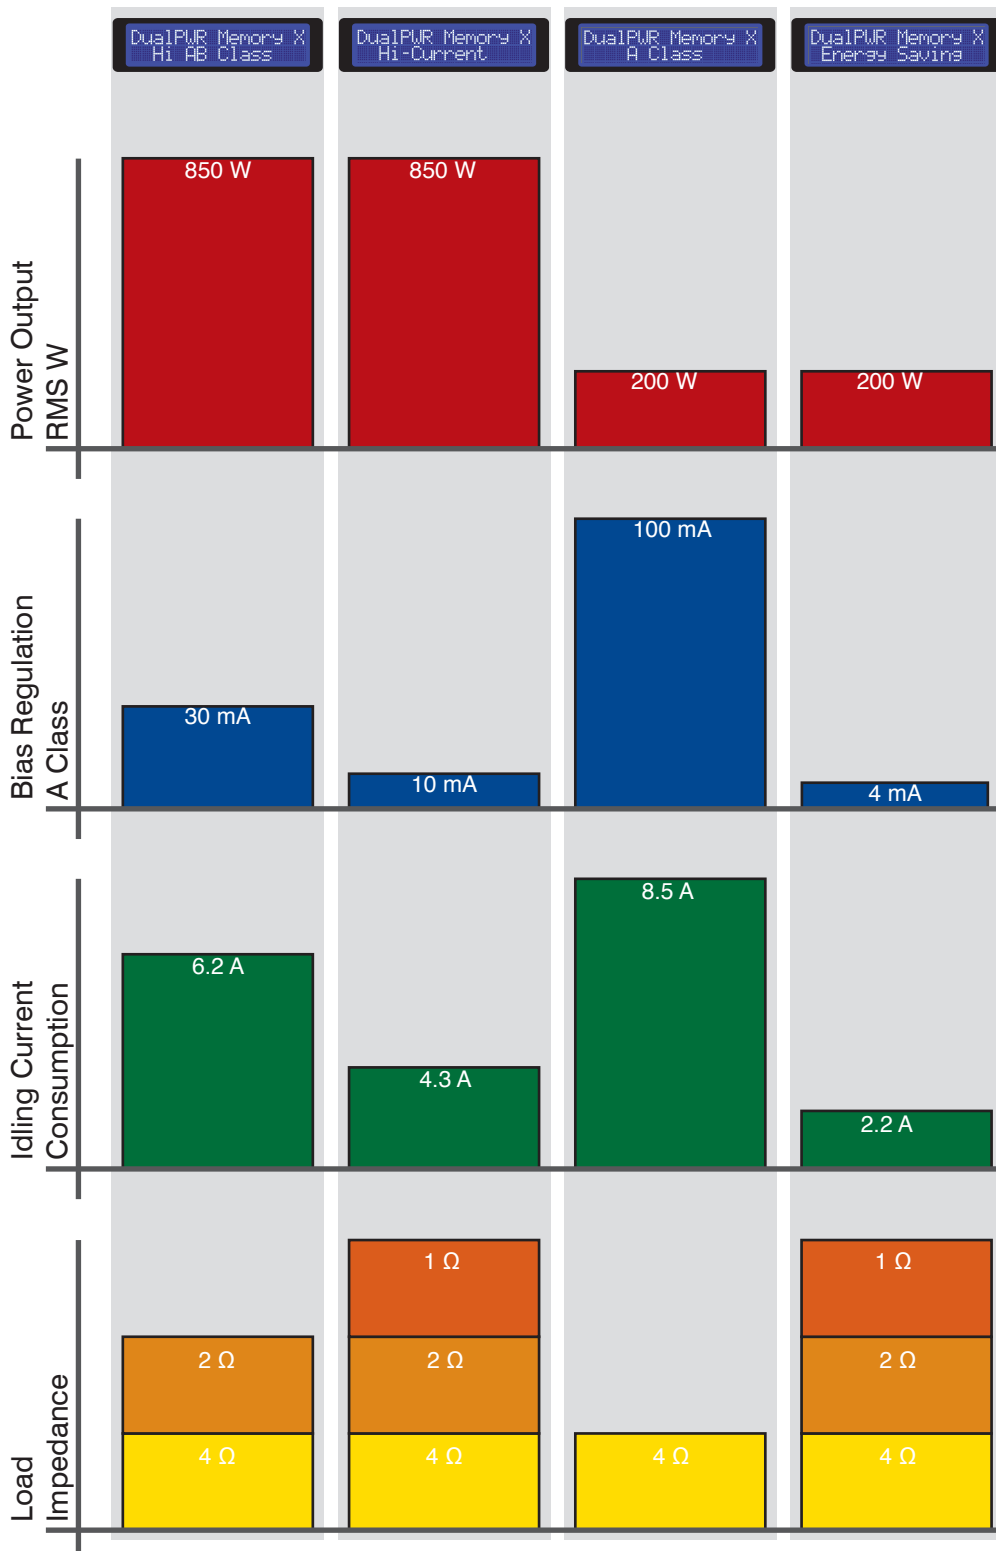 DualPWR Memory X
Hi AB Class
DualPWR Memory X
Hi-Current
DualPWR Memory X
A Class
DualPWR Memory X
Energy Saving
Power Output
RMS W
850 W
850 W
200 W
200 W
Bias Regulation
A Class
30 mA
10 mA
100 mA
4 mA
Idling Current
Consumption
6.2 A
4.3 A
8.5 A
2.2 A
Load
Impedance
1 Ω
1 Ω
2 Ω
2 Ω
2 Ω
4 Ω
4 Ω
4 Ω
4 Ω